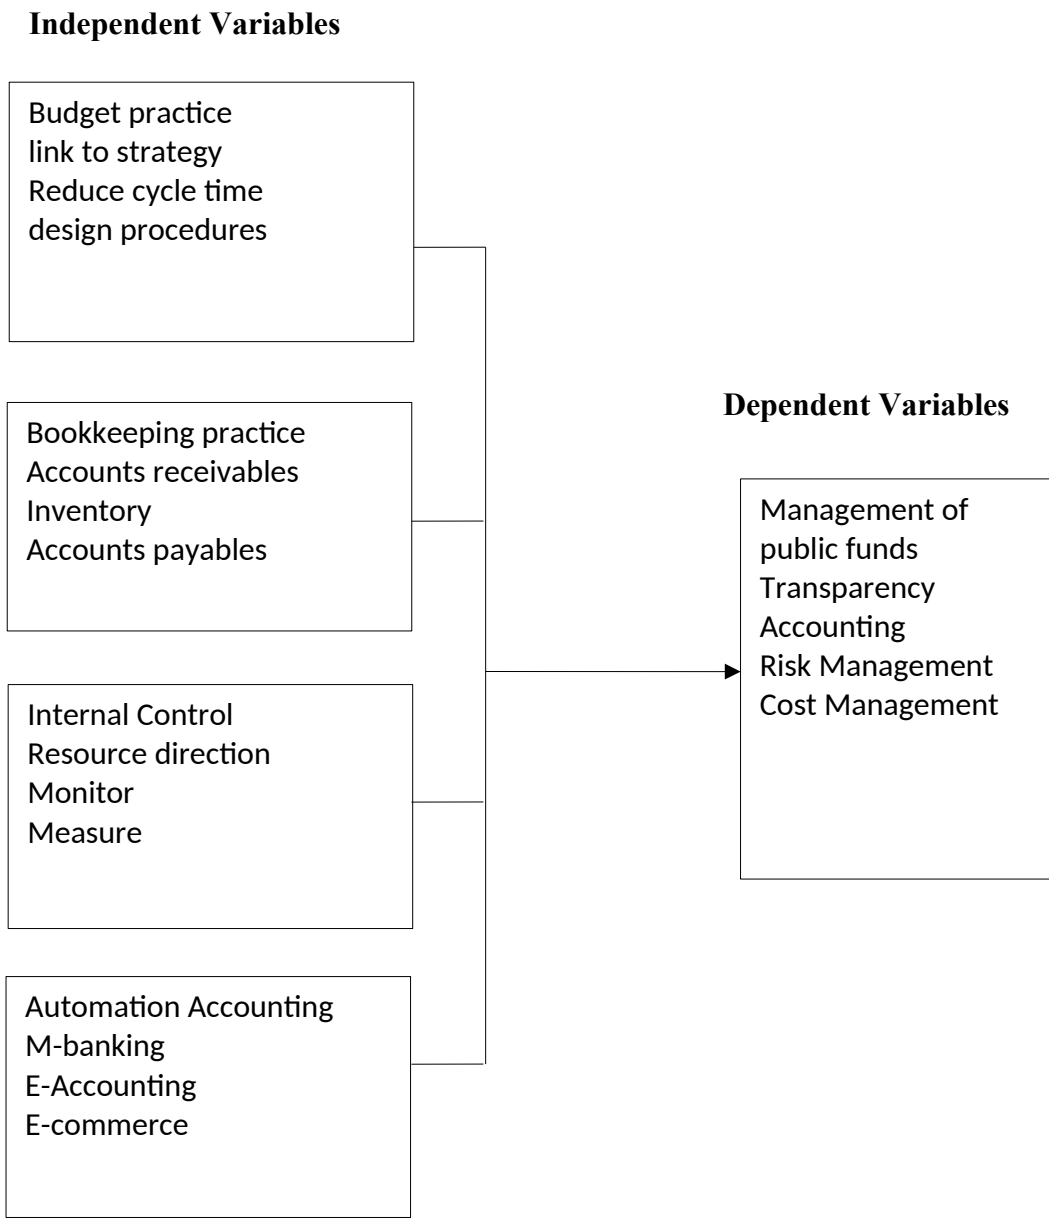 Independent Variables
Budget practice
link to strategy
Reduce cycle time
design procedures
Bookkeeping practice
Accounts receivables
Inventory
Accounts payables
Internal Control
Resource direction
Monitor
Measure
Automation Accounting
M-banking
E-Accounting
E-commerce
Dependent Variables
Management of
public funds
Transparency
Accounting
Risk Management
Cost Management